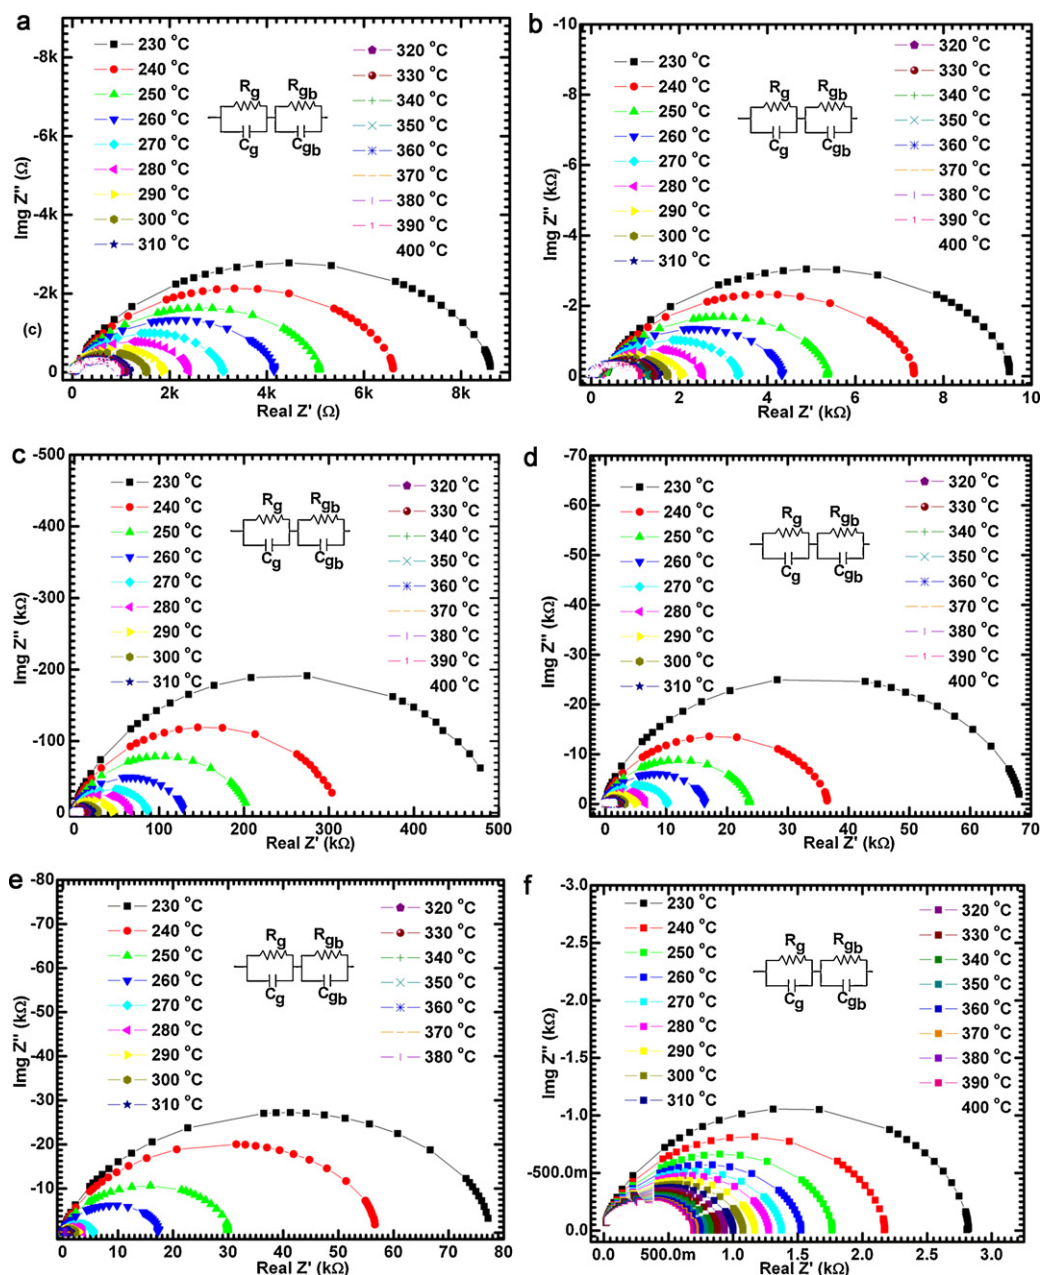 a
-8k
-6k
-4k
-2k
0
Img Z'' (Ω)
(c)
230 °C
240 °C
250 °C
260 °C
270 °C
280 °C
290 °C
300 °C
310 °C
320 °C
330 °C
340 °C
350 °C
360 °C
370 °C
380 °C
390 °C
400 °C
Rg Rgb
Cg Cgb
0 2k 4k 6k 8k
Real Z' (Ω)
b
-10
-8
-6
-4
-2
0
Img Z'' (kΩ)
230 °C
240 °C
250 °C
260 °C
270 °C
280 °C
290 °C
300 °C
310 °C
320 °C
330 °C
340 °C
350 °C
360 °C
370 °C
380 °C
390 °C
400 °C
Rg Rgb
Cg Cgb
0 2 4 6 8 10
Real Z' (kΩ)
c
-500
-400
-300
-200
-100
0
Img Z'' (kΩ)
230 °C
240 °C
250 °C
260 °C
270 °C
280 °C
290 °C
300 °C
310 °C
320 °C
330 °C
340 °C
350 °C
360 °C
370 °C
380 °C
390 °C
400 °C
Rg Rgb
Cg Cgb
0 100 200 300 400 500
Real Z' (kΩ)
d
-70
-60
-50
-40
-30
-20
-10
0
Img Z'' (kΩ)
230 °C
240 °C
250 °C
260 °C
270 °C
280 °C
290 °C
300 °C
310 °C
320 °C
330 °C
340 °C
350 °C
360 °C
370 °C
380 °C
390 °C
400 °C
Rg Rgb
Cg Cgb
0 10 20 30 40 50 60 70
Real Z' (kΩ)
e
-80
-70
-60
-50
-40
-30
-20
-10
0
Img Z'' (kΩ)
230 °C
240 °C
250 °C
260 °C
270 °C
280 °C
290 °C
300 °C
310 °C
320 °C
330 °C
340 °C
350 °C
360 °C
370 °C
380 °C
Rg Rgb
Cg Cgb
0 10 20 30 40 50 60 70 80
Real Z' (kΩ)
f
-3.0
-2.5
-2.0
-1.5
-1.0
-500.0m
0.0
Img Z'' (kΩ)
230 °C
240 °C
250 °C
260 °C
270 °C
280 °C
290 °C
300 °C
310 °C
320 °C
330 °C
340 °C
350 °C
360 °C
370 °C
380 °C
390 °C
400 °C
Rg Rgb
Cg Cgb
0.0 500.0m 1.0 1.5 2.0 2.5 3.0
Real Z' (kΩ)